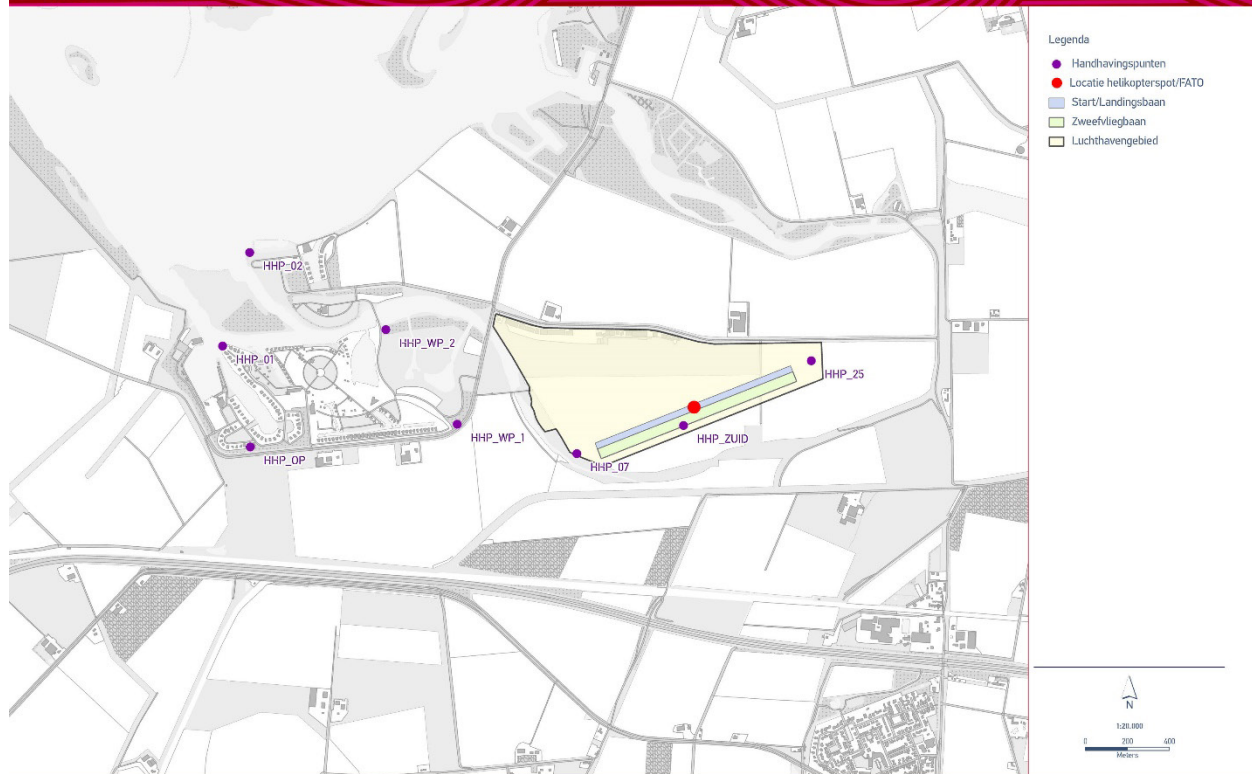 Legenda
Handhavingspunten
Locatie helikopterspot/FATO
Start/Landingsbaan
Zweefvliegbaan
Luchthavengebied
HHP_02
HHP_WP_2
HHP_01
HHP_25
HHP_WP_1
HHP_ZUID
HHP_OP
HHP_07
N
1:20.000
0 200 400
Meters